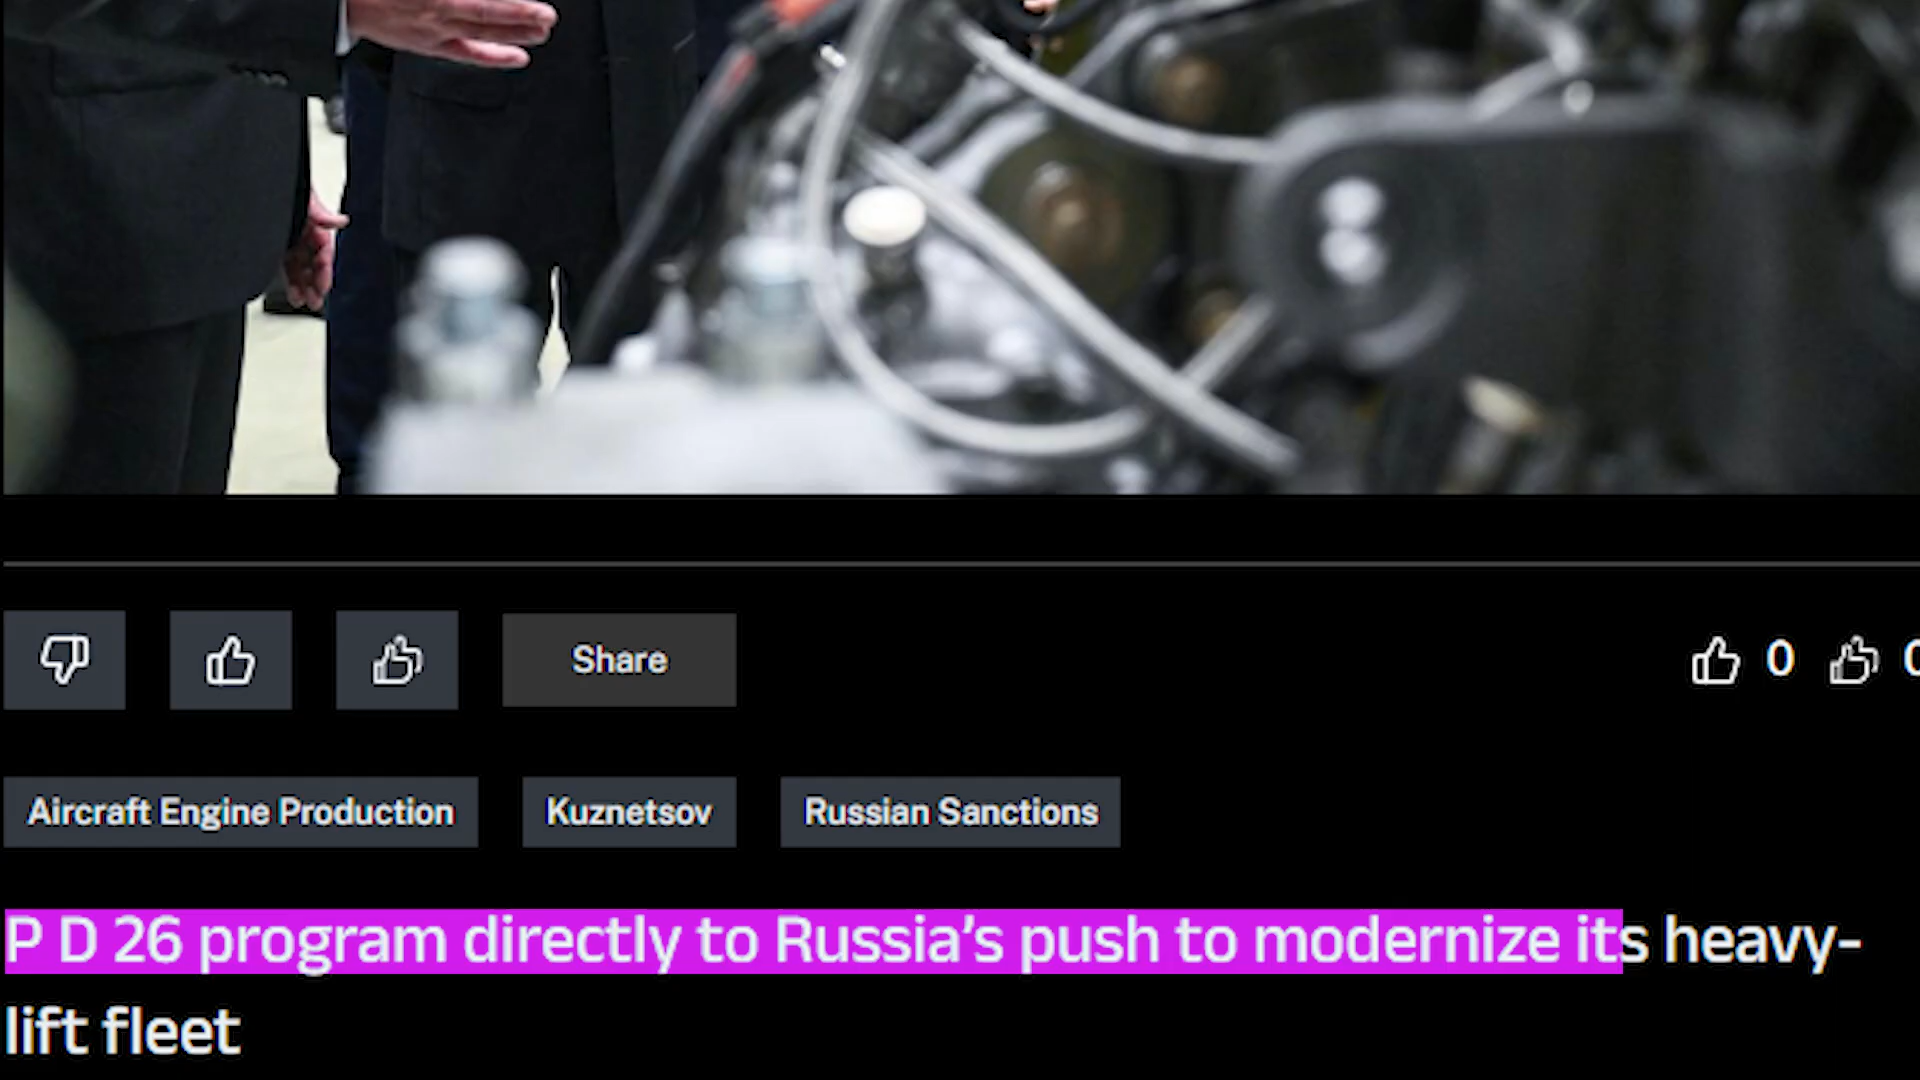 Share
0
Aircraft Engine Production Kuznetsov Russian Sanctions
P D 26 program directly to Russia’s push to modernize its heavy-
lift fleet